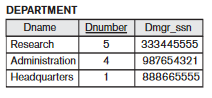 DEPARTMENT
Dname Dnumber Dmgr_ssn
Research 5 333445555
Administration 4 987654321
Headquarters 1 888665555